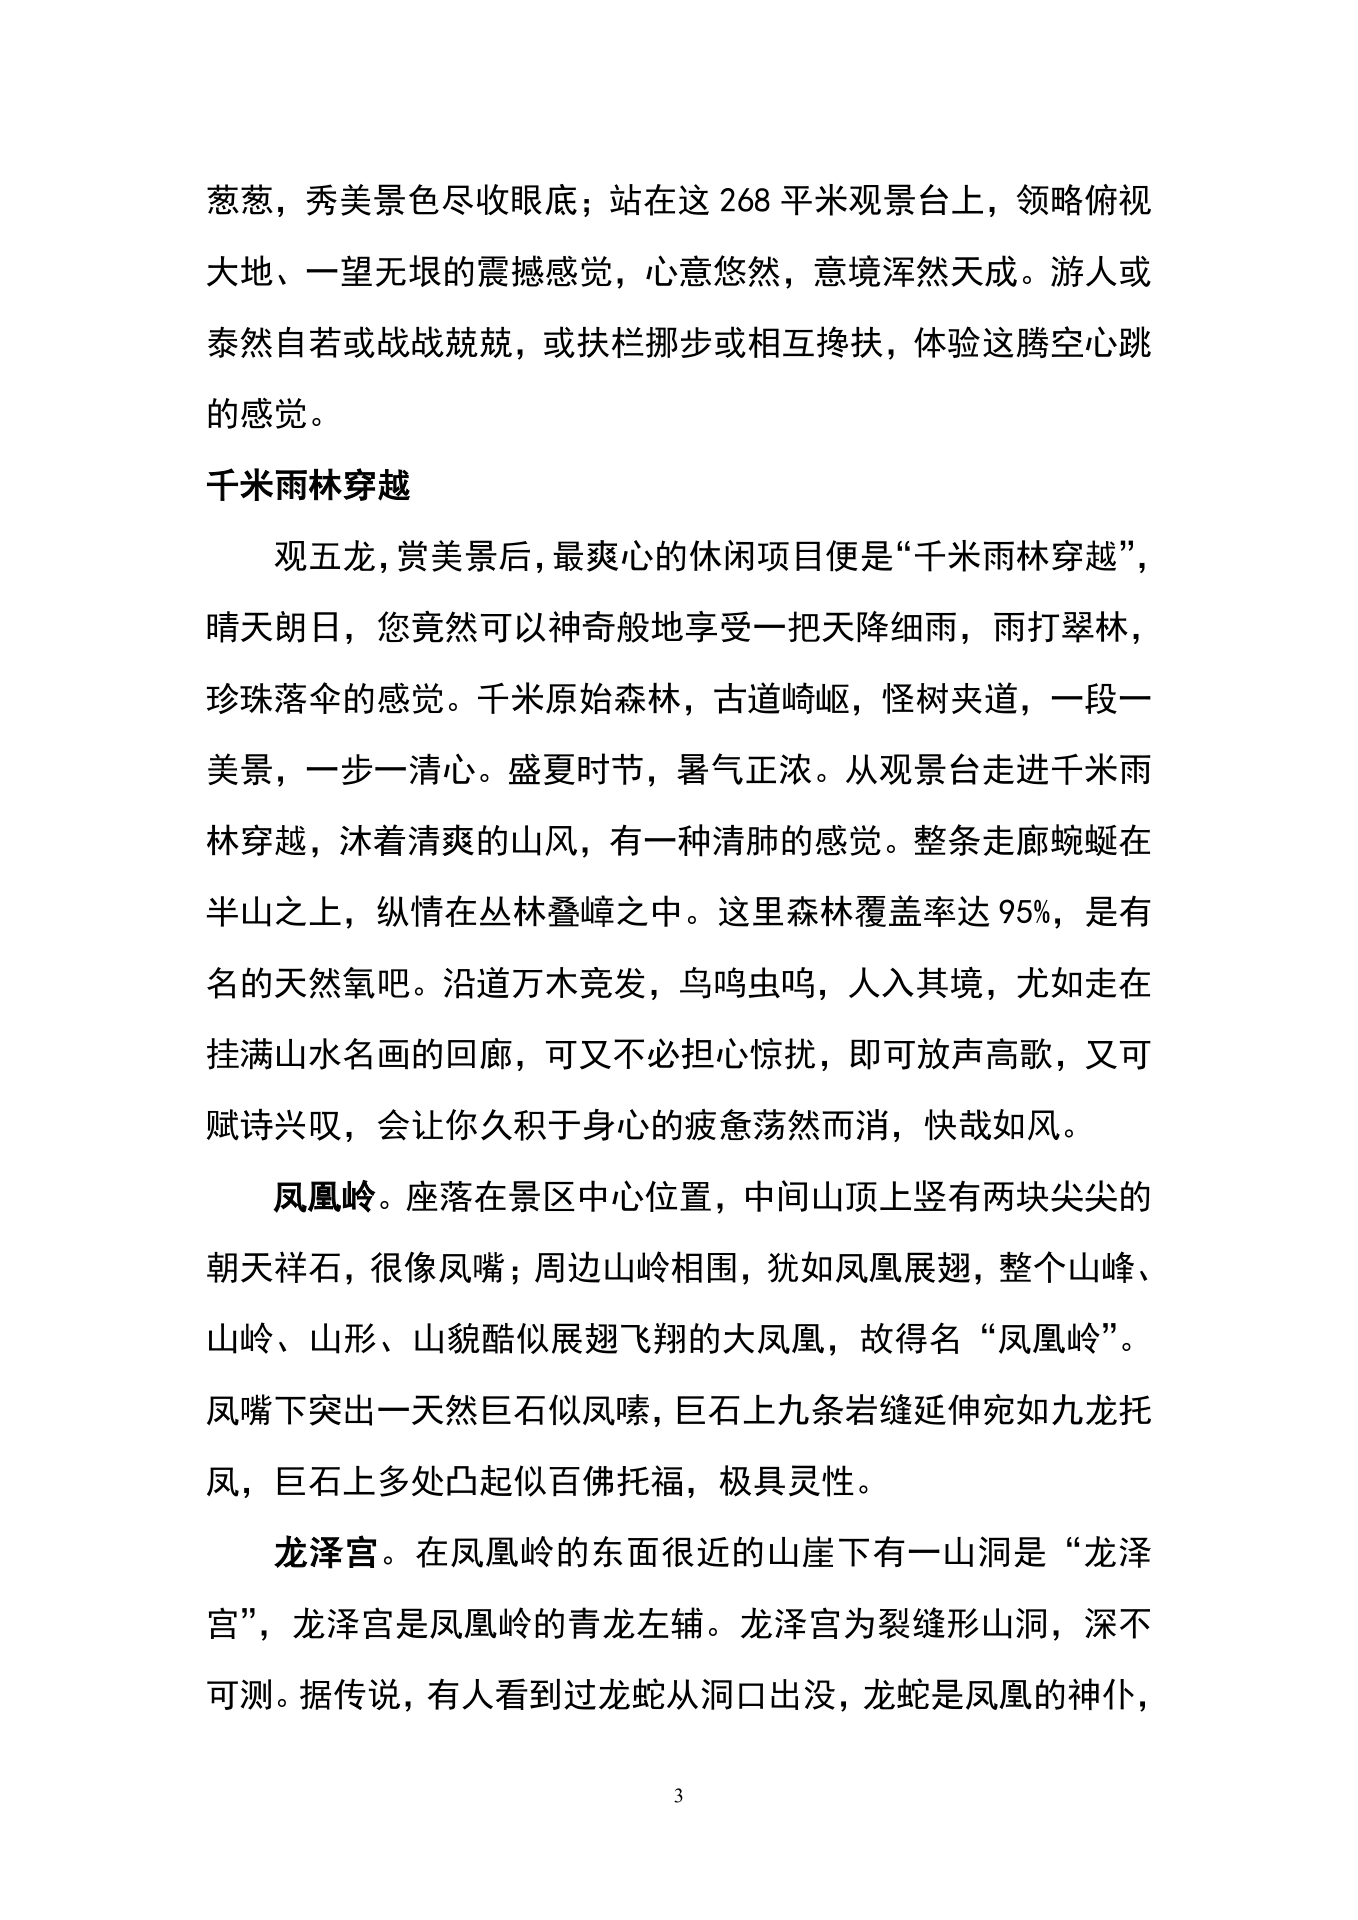 葱葱，秀美景色尽收眼底；站在这 268 平米观景台上，领略俯视
大地、一望无垠的震撼感觉，心意悠然，意境浑然天成。游人或
泰然自若或战战兢兢，或扶栏挪步或相互搀扶，体验这腾空心跳
的感觉。
千米雨林穿越
观五龙，赏美景后，最爽心的休闲项目便是“千米雨林穿越”，
晴天朗日，您竟然可以神奇般地享受一把天降细雨，雨打翠林，
珍珠落伞的感觉。千米原始森林，古道崎岖，怪树夹道，一段一
美景，一步一清心。盛夏时节，暑气正浓。从观景台走进千米雨
林穿越，沐着清爽的山风，有一种清肺的感觉。整条走廊蜿蜒在
半山之上，纵情在丛林叠嶂之中。这里森林覆盖率达 95%，是有
名的天然氧吧。沿道万木竞发，鸟鸣虫呜，人入其境，尤如走在
挂满山水名画的回廊，可又不必担心惊扰，即可放声高歌，又可
赋诗兴叹，会让你久积于身心的疲惫荡然而消，快哉如风。
凤凰岭。座落在景区中心位置，中间山顶上竖有两块尖尖的
朝天祥石，很像凤嘴；周边山岭相围，犹如凤凰展翅，整个山峰、
山岭、山形、山貌酷似展翅飞翔的大凤凰，故得名“凤凰岭”。
凤嘴下突出一天然巨石似凤嗉，巨石上九条岩缝延伸宛如九龙托
凤，巨石上多处凸起似百佛托福，极具灵性。
龙泽宫。在凤凰岭的东面很近的山崖下有一山洞是“龙泽
宫”，龙泽宫是凤凰岭的青龙左辅。龙泽宫为裂缝形山洞，深不
可测。据传说，有人看到过龙蛇从洞口出没，龙蛇是凤凰的神仆，
3